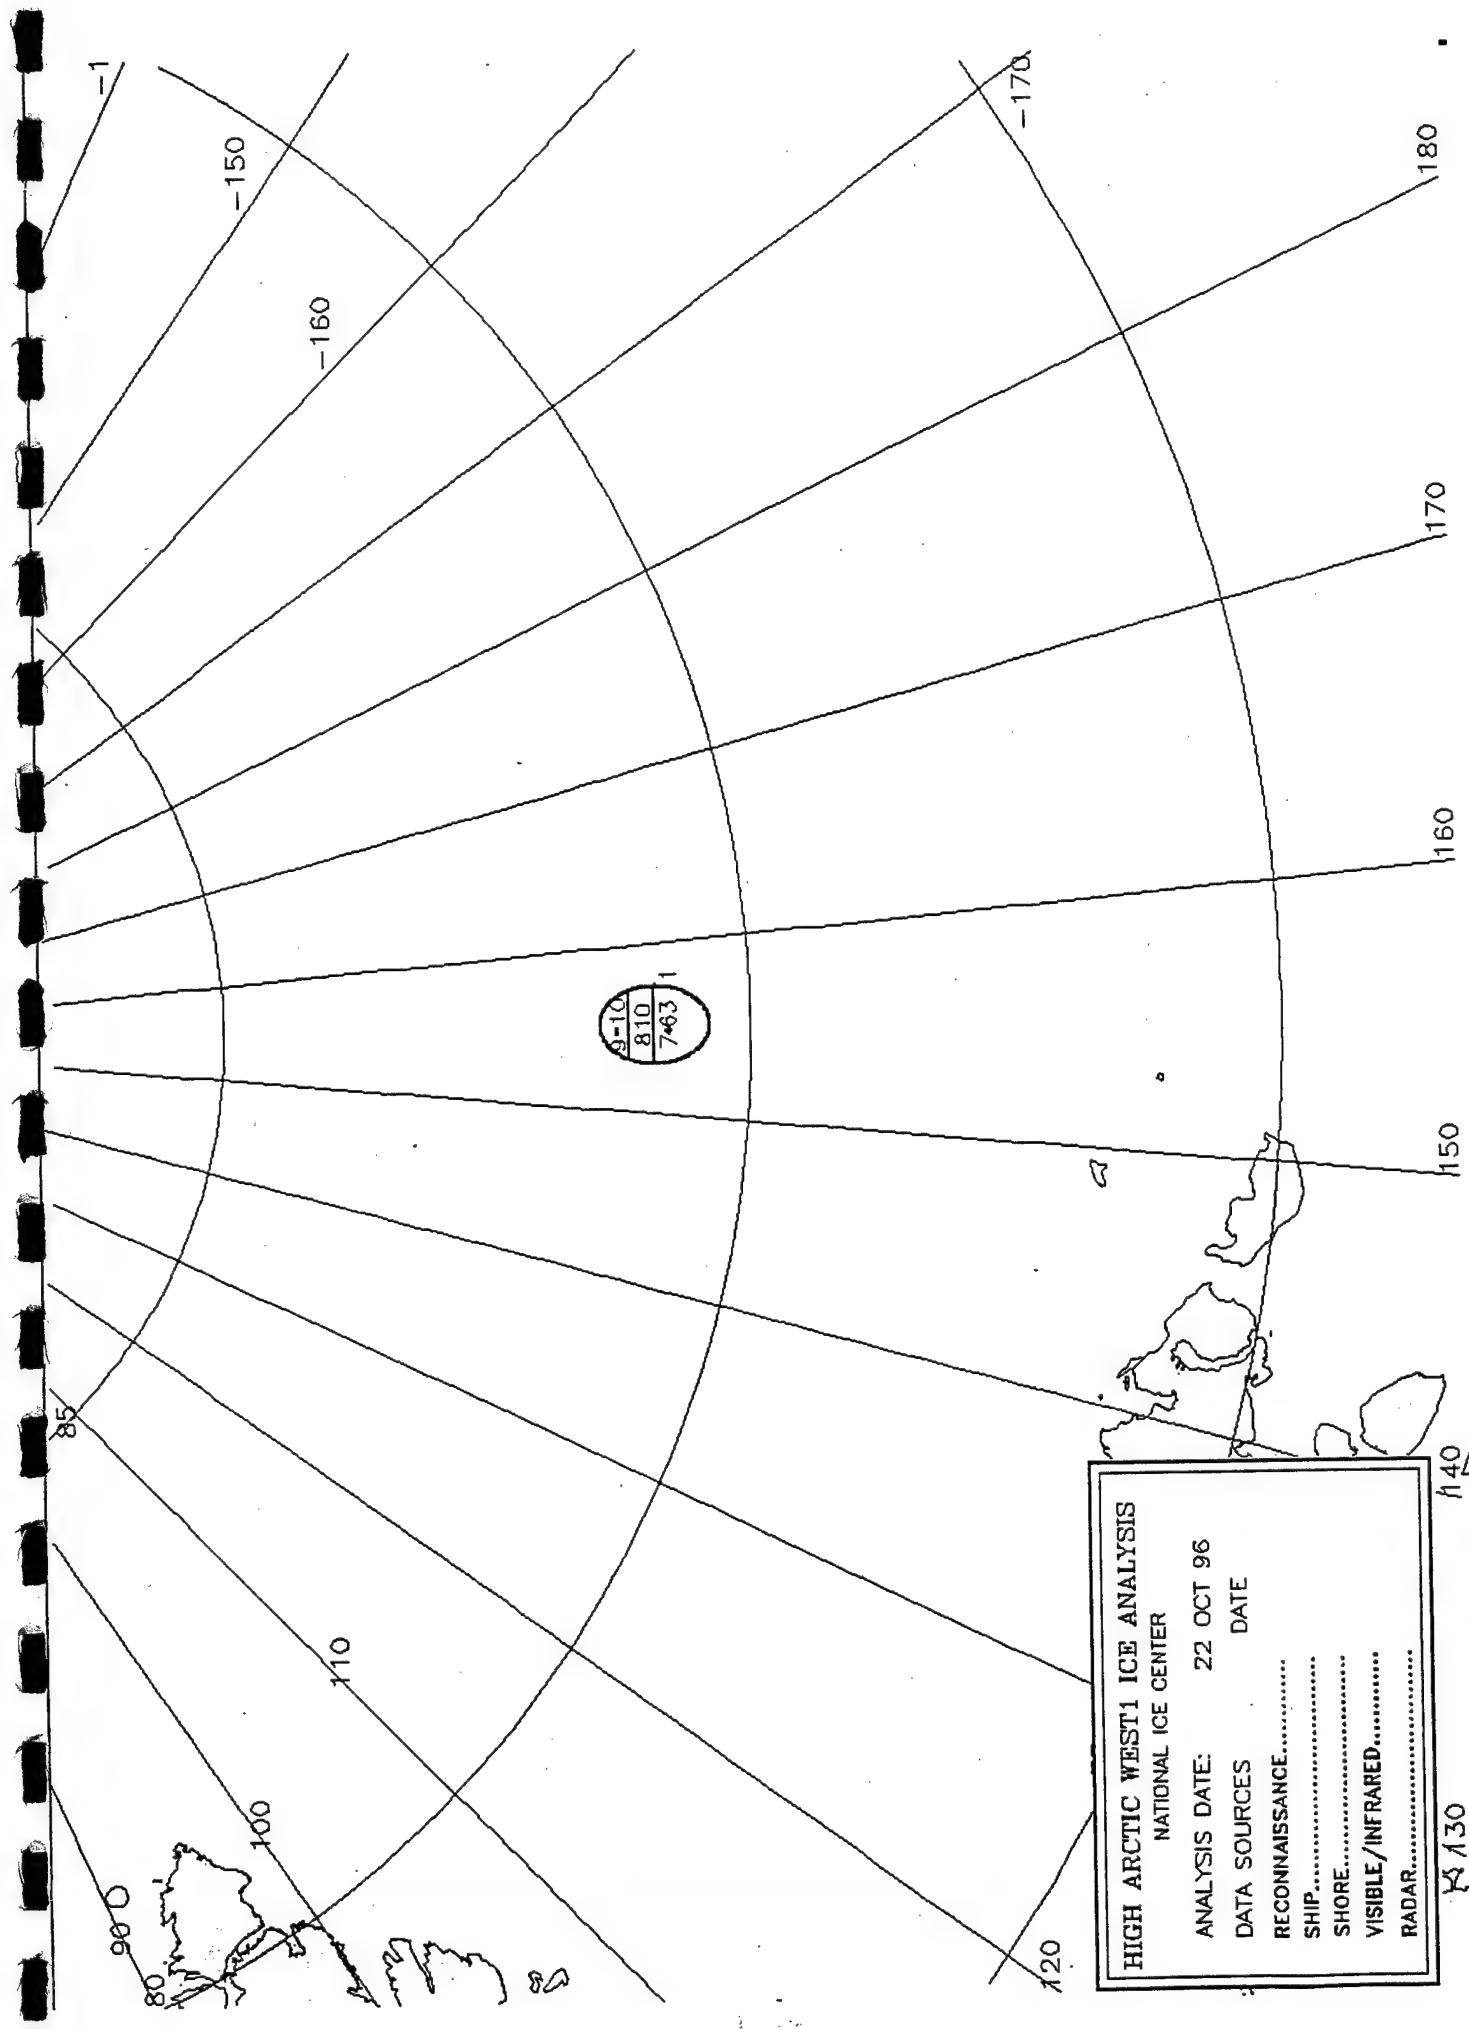 -1
-150
-160
-170
180
170
160
150
140
130
120
110
100
90
80
85
9-10
810
7•63
1
HIGH ARCTIC WEST1 ICE ANALYSIS
NATIONAL ICE CENTER
ANALYSIS DATE: 22 OCT 96
DATA SOURCES DATE
RECONNAISSANCE............
SHIP..............................
SHORE...........................
VISIBLE/INFRARED............
RADAR............................